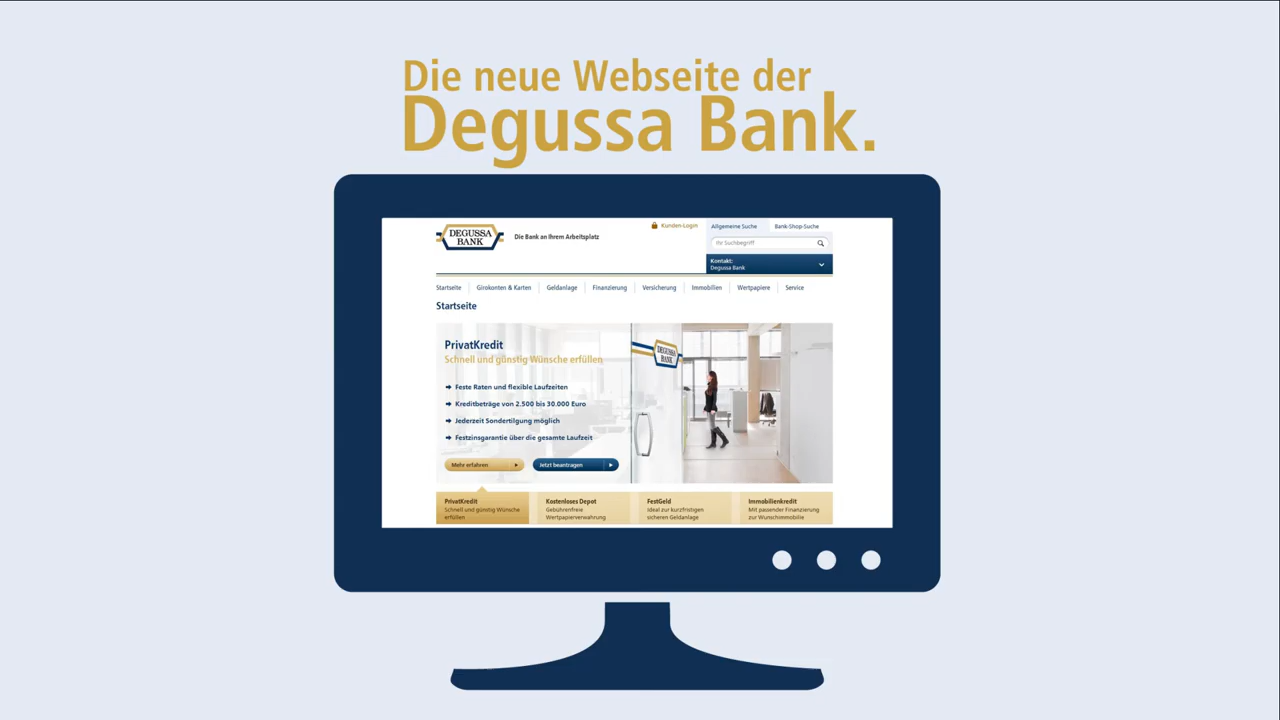 Die neue Webseite der
Degussa Bank.
DEGUSSA
BANK
Die Bank an Ihrem Arbeitsplatz
Kunden-Login
Allgemeine Suche
Bank-Shop-Suche
Ihr Suchbegriff
Kontakt:
Degussa Bank
Startseite Girokonten & Karten Geldanlage Finanzierung Versicherung Immobilien Wertpapiere Service
Startseite
PrivatKredit
Schnell und günstig Wünsche erfüllen
Feste Raten und flexible Laufzeiten
Kreditbeträge von 2.500 bis 30.000 Euro
Jederzeit Sondertilgung möglich
Festzinsgarantie über die gesamte Laufzeit
Mehr erfahren
Jetzt beantragen
DEGUSSA
BANK
PrivatKredit
Schnell und günstig Wünsche
erfüllen
Kostenloses Depot
Gebührenfreie
Wertpapierverwahrung
FestGeld
Ideal zur kurzfristigen
sicheren Geldanlage
Immobilienkredit
Mit passender Finanzierung
zur Wunschimmobilie